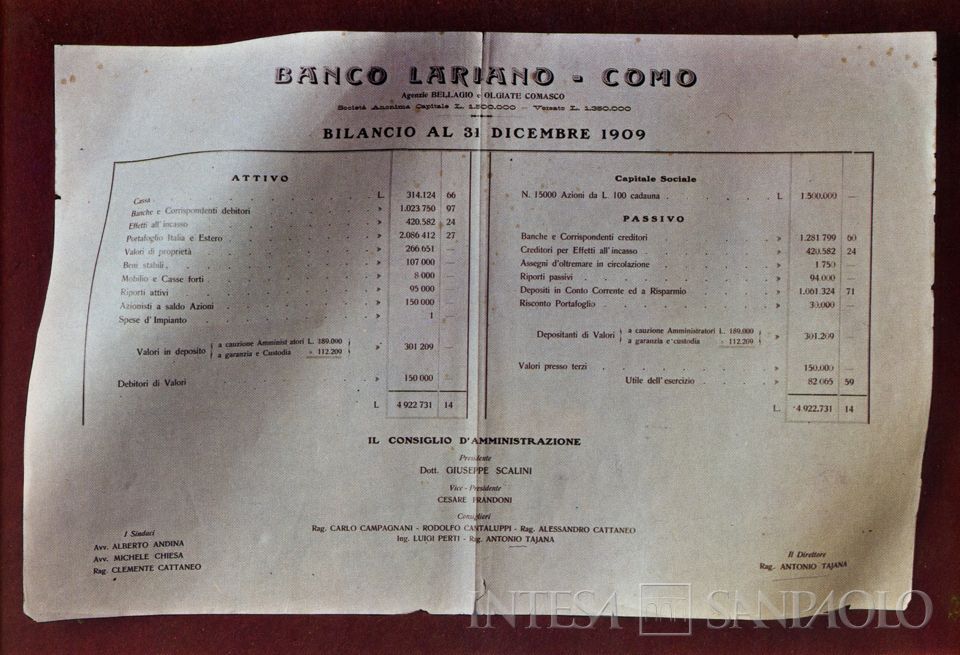 BANCO LARIANO - COMO
Agenzie BELLAGIO e OLGIATE COMASCO
Società Anonima Capitale L. 1.500.000 — Versato L. 1.350.000
BILANCIO AL 31 DICEMBRE 1909
ATTIVO
Cassa L. 314.124 66
Banche e Corrispondenti debitori » 1.023.750 97
Effetti all'incasso » 420.582 24
Portafoglio Italia e Estero » 2.086.412 27
Valori di proprietà » 266.651 —
Beni stabili » 107.000 —
Mobilio e Casse forti » 8.000 —
Riporti attivi » 95.000 —
Azionisti a saldo Azioni » 150.000 —
Spese d'Impianto » 1 —
Valori in deposito a cauzione Amministratori L. 189.000
a garanzia e Custodia » 112.209 » 301.209 —
Debitori di Valori » 150.000 —
L. 4.922.731 14
Capitale Sociale
N. 15000 Azioni da L. 100 cadauna L. 1.500.000
PASSIVO
Banche e Corrispondenti creditori » 1.281.799 60
Creditori per Effetti all'incasso » 420.582 24
Assegni d'oltremare in circolazione » 1.750 —
Riporti passivi » 94.000 —
Depositi in Conto Corrente ed a Risparmio » 1.061.324 71
Risconto Portafoglio » 30.000 —
Depositanti di Valori a cauzione Amministratori L. 189.000
a garanzia e custodia » 112.209 » 301.209 —
Valori presso terzi » 150.000 —
Utile dell'esercizio » 82.065 59
L. 4.922.731 14
IL CONSIGLIO D'AMMINISTRAZIONE
Presidente
Dott. GIUSEPPE SCALINI
Vice-Presidente
CESARE FRANDONI
Consiglieri
Rag. CARLO CAMPAGNANI - RODOLFO CANTALUPPI - Rag. ALESSANDRO CATTANEO
Ing. LUIGI PERTI - Rag. ANTONIO TAJANA
I Sindaci
Avv. ALBERTO ANDINA
Avv. MICHELE CHIESA
Rag. CLEMENTE CATTANEO
Il Direttore
Rag. ANTONIO TAJANA
INTESA SANPAOLO